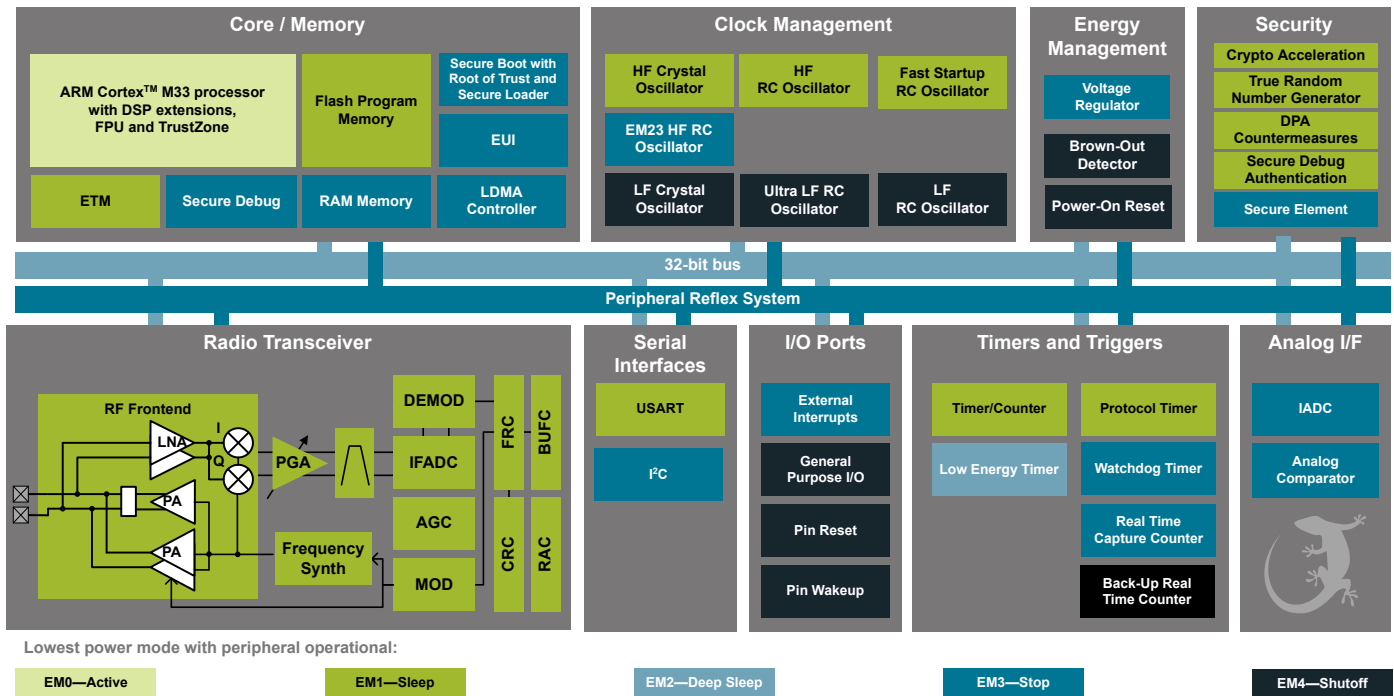 Core / Memory
ARM Cortex™ M33 processor
with DSP extensions,
FPU and TrustZone
Flash Program
Memory
Secure Boot with
Root of Trust and
Secure Loader
EUI
ETM
Secure Debug
RAM Memory
LDMA
Controller
Clock Management
HF Crystal
Oscillator
HF
RC Oscillator
Fast Startup
RC Oscillator
EM23 HF RC
Oscillator
LF Crystal
Oscillator
Ultra LF RC
Oscillator
LF
RC Oscillator
Energy
Management
Voltage
Regulator
Brown-Out
Detector
Power-On Reset
Security
Crypto Acceleration
True Random
Number Generator
DPA
Countermeasures
Secure Debug
Authentication
Secure Element
32-bit bus
Peripheral Reflex System
Radio Transceiver
RF Frontend
LNA
I
Q
PA
PA
PGA
Frequency
Synth
DEMOD
IFADC
AGC
MOD
FRC
BUFC
CRC
RAC
Serial
Interfaces
USART
I²C
I/O Ports
External
Interrupts
General
Purpose I/O
Pin Reset
Pin Wakeup
Timers and Triggers
Timer/Counter
Protocol Timer
Low Energy Timer
Watchdog Timer
Real Time
Capture Counter
Back-Up Real
Time Counter
Analog I/F
IADC
Analog
Comparator
Lowest power mode with peripheral operational:
EM0—Active
EM1—Sleep
EM2—Deep Sleep
EM3—Stop
EM4—Shutoff